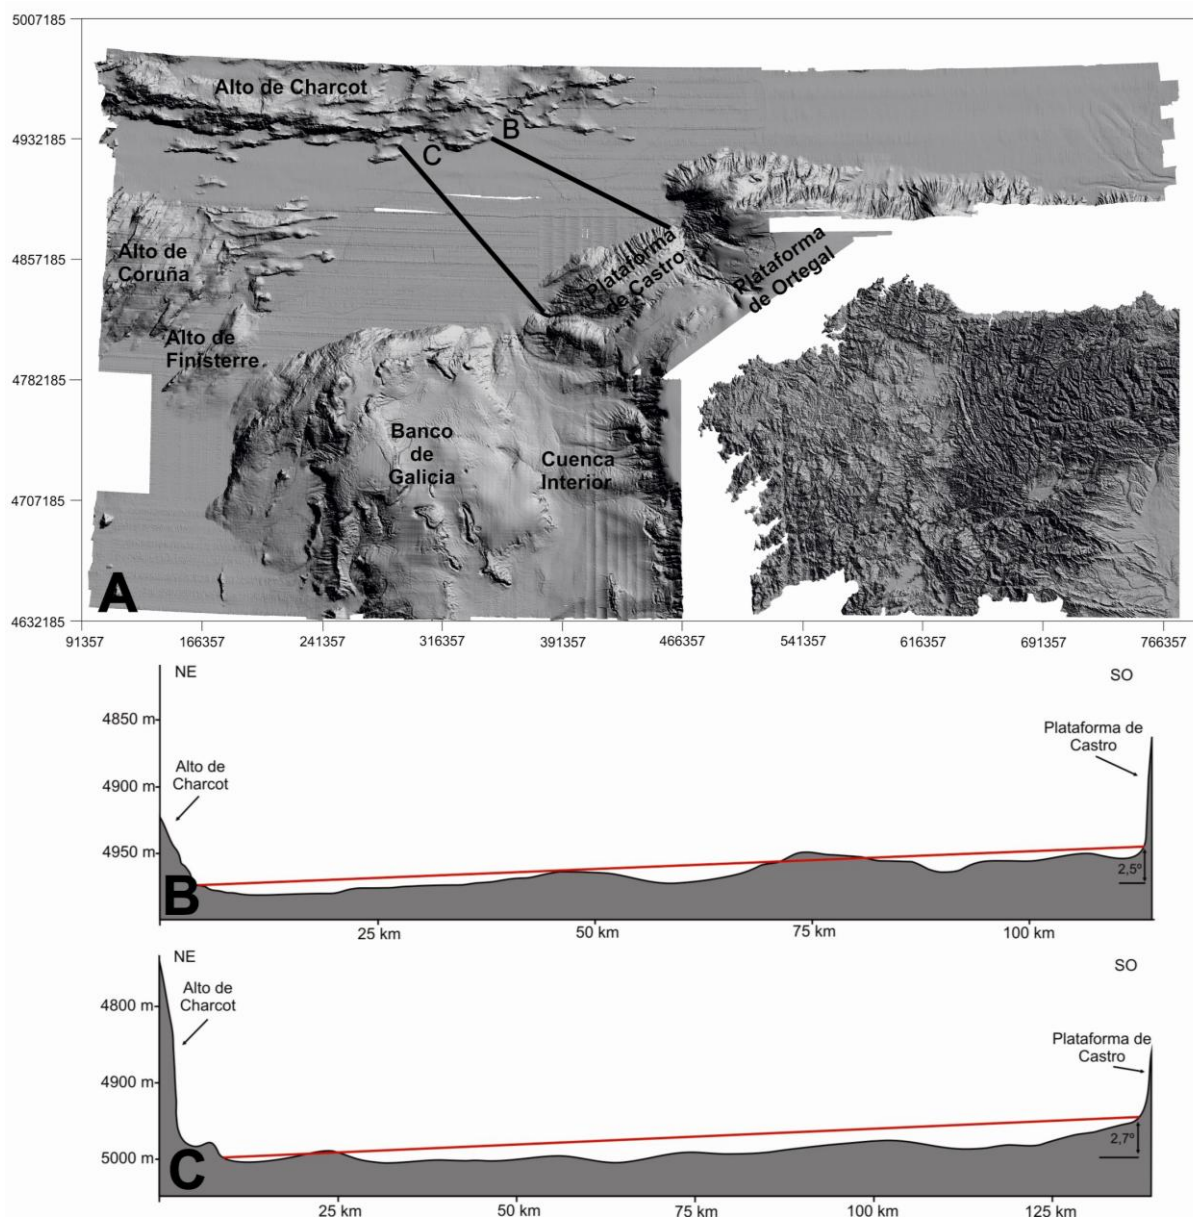 5007185
4932185
4857185
4782185
4707185
4632185
Alto de Charcot
B
C
Alto de
Coruña
Plataforma
de Castro
Plataforma
de Ortegal
Alto de
Finisterre
Banco
de
Galicia
Cuenca
Interior
A
91357 166357 241357 316357 391357 466357 541357 616357 691357 766357
NE SO
4850 m
4900 m
4950 m
Alto de
Charcot
Plataforma de
Castro
2,5º
B
25 km 50 km 75 km 100 km
NE SO
4800 m
4900 m
5000 m
Alto de
Charcot
Plataforma de
Castro
2,7º
C
25 km 50 km 75 km 100 km 125 km